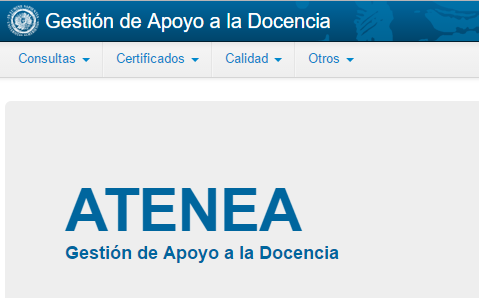 Gestión de Apoyo a la Docencia
Consultas Certificados Calidad Otros
ATENEA
Gestión de Apoyo a la Docencia